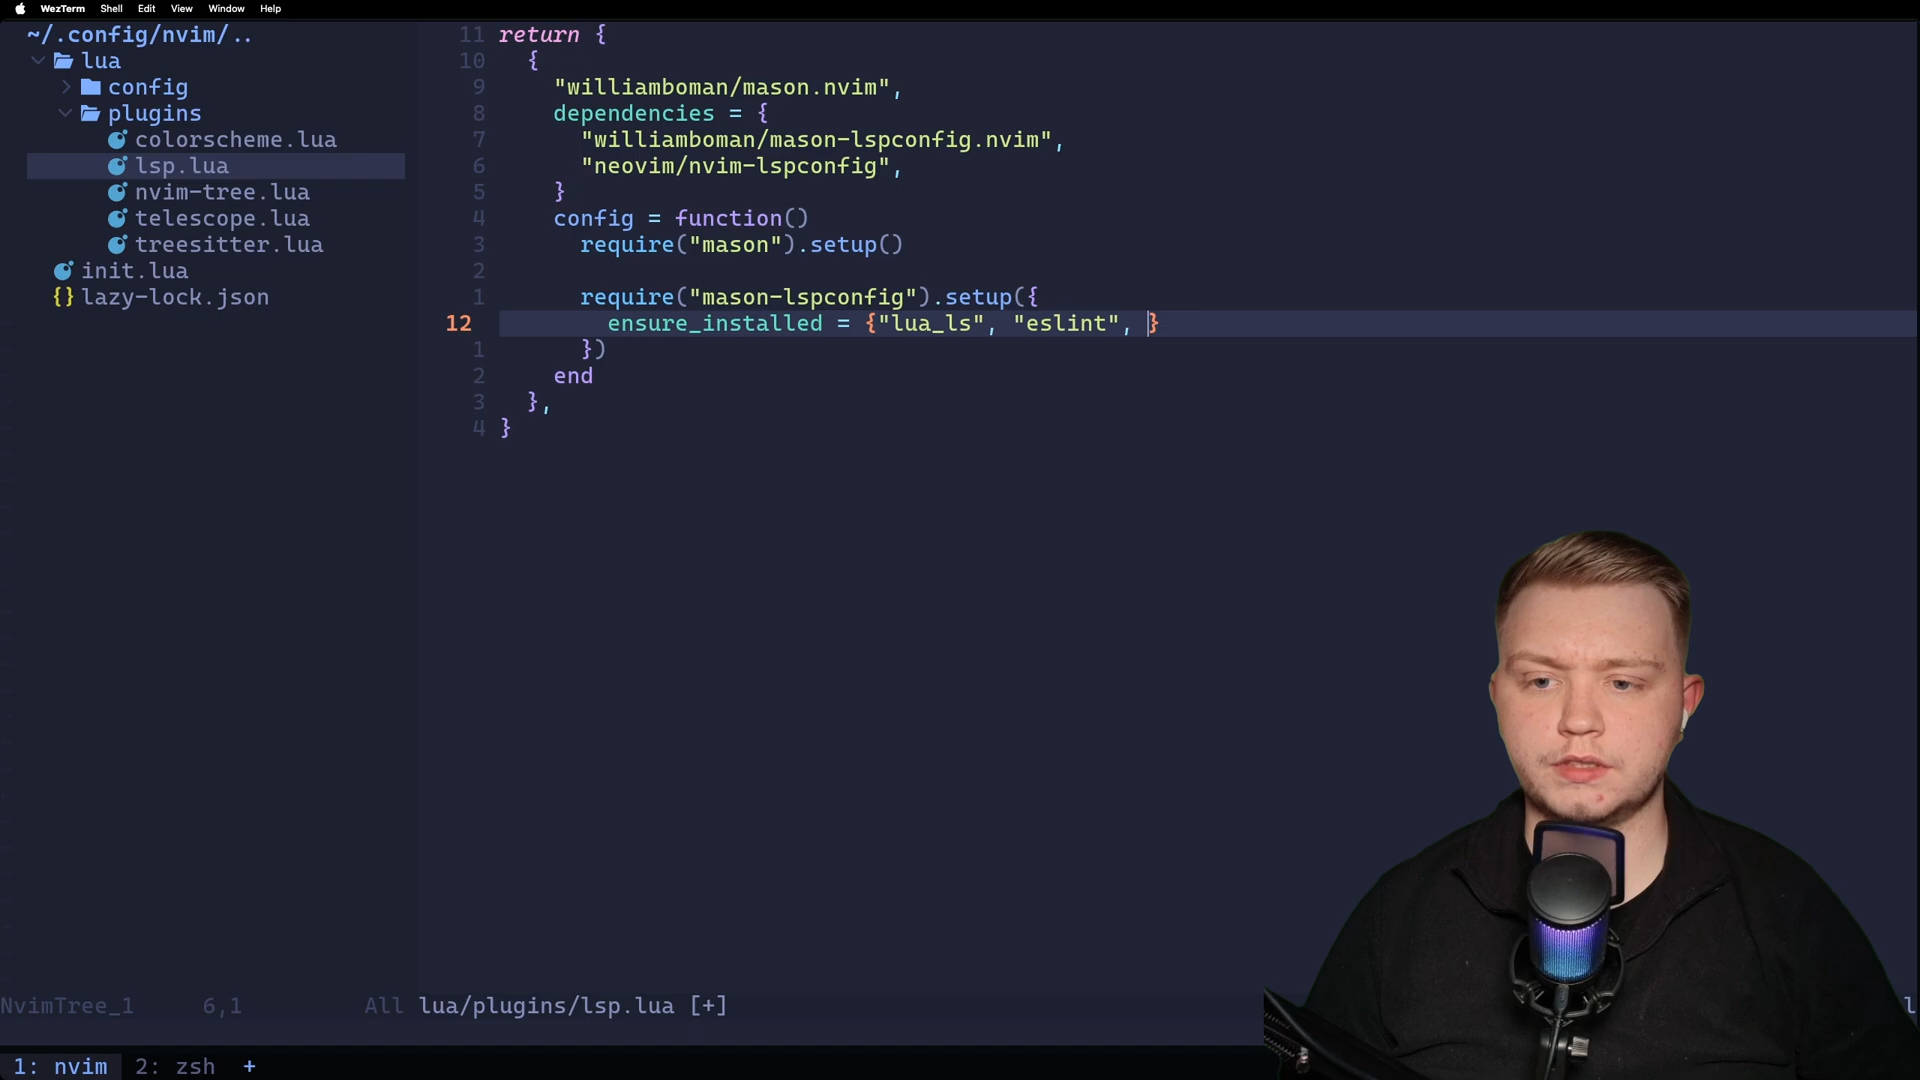 WezTerm Shell Edit View Window Help
~/.config/nvim/..
lua
config
plugins
colorscheme.lua
lsp.lua
nvim-tree.lua
telescope.lua
treesitter.lua
init.lua
{} lazy-lock.json
11 return {
10 {
9 "williamboman/mason.nvim",
8 dependencies = {
7 "williamboman/mason-lspconfig.nvim",
6 "neovim/nvim-lspconfig",
5 }
4 config = function()
3 require("mason").setup()
2
1 require("mason-lspconfig").setup({
12 ensure_installed = {"lua_ls", "eslint", }
1 })
2 end
3 },
4 }
NvimTree_1 6,1 All lua/plugins/lsp.lua [+]
1: nvim 2: zsh +